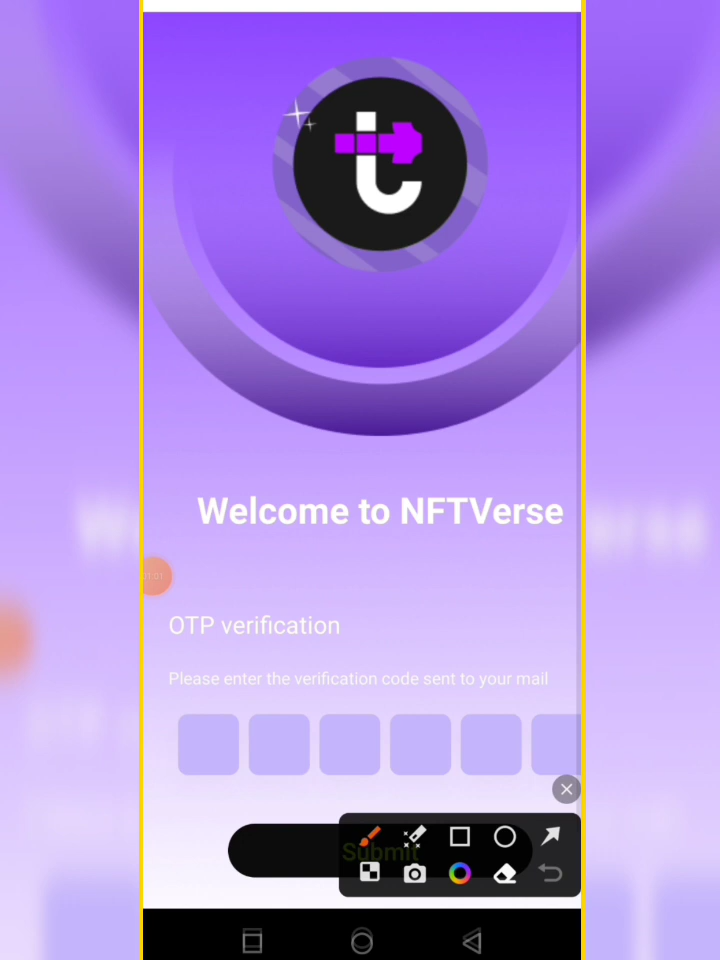 Welcome to NFTVerse
OTP verification
Please enter the verification code sent to your mail
Submit